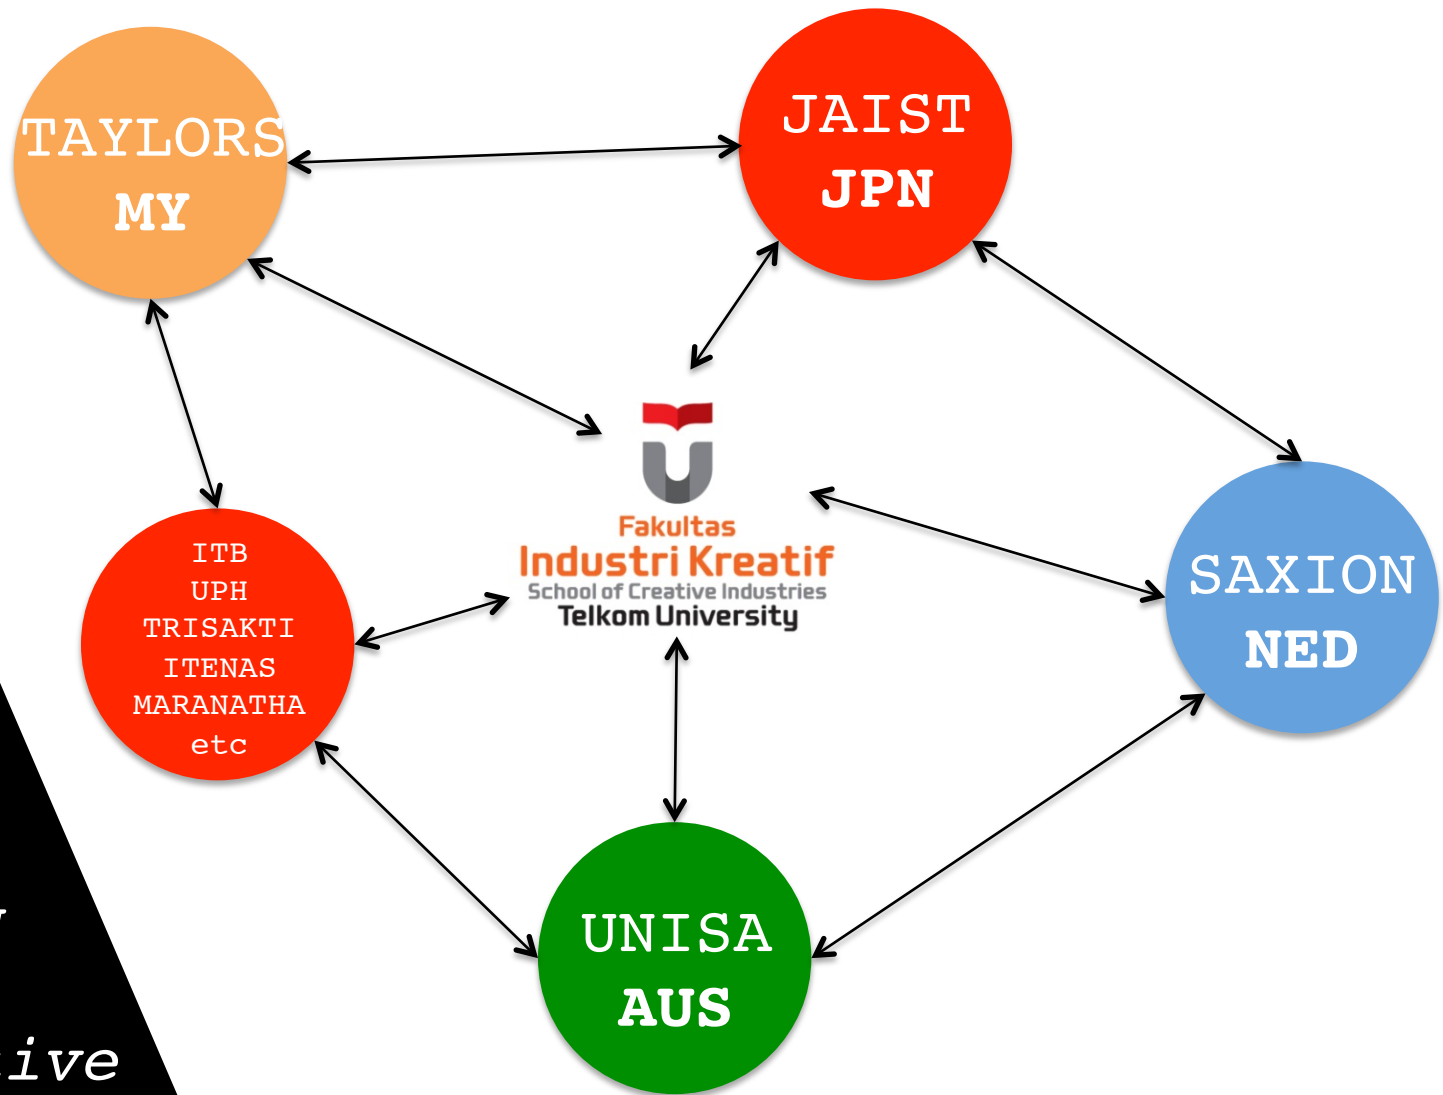 TAYLORS
MY
JAIST
JPN
Fakultas
Industri Kreatif
School of Creative Industries
Telkom University
ITB
UPH
TRISAKTI
ITENAS
MARANATHA
etc
SAXION
NED
UNISA
AUS